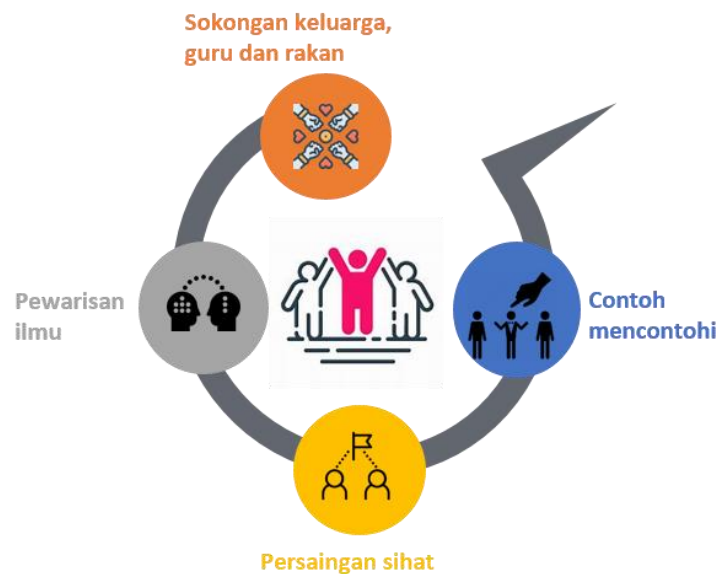 Sokongan keluarga,
guru dan rakan
Pewarisan
ilmu
Contoh
mencontohi
Persaingan sihat